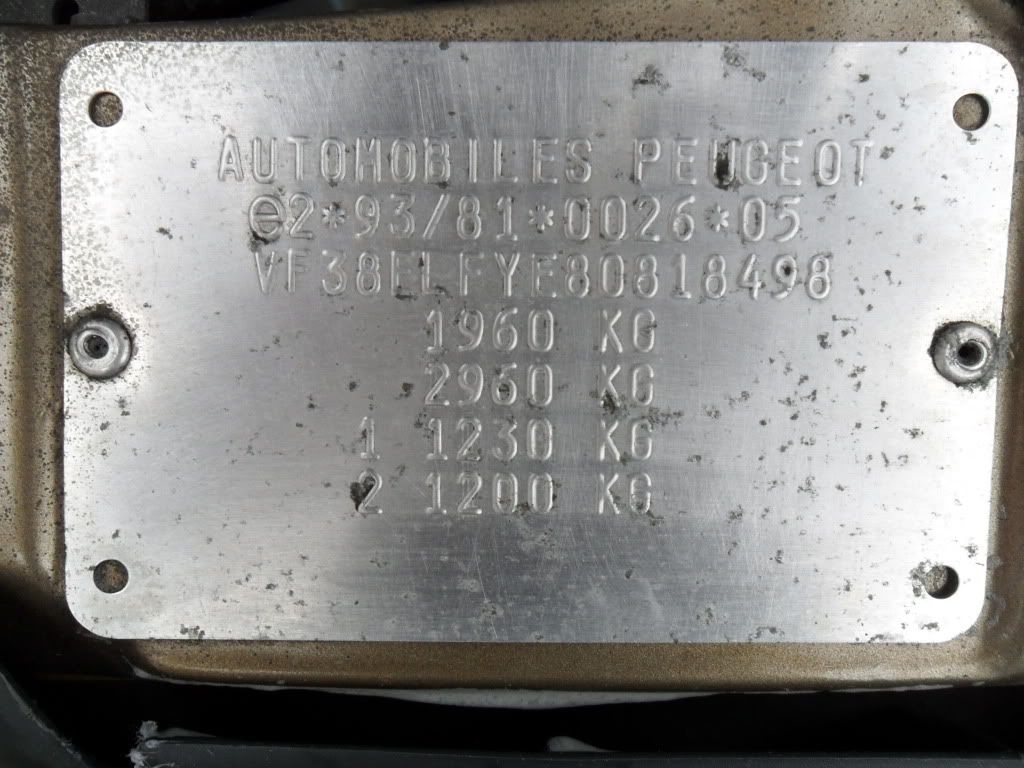 AUTOMOBILES PEUGEOT
e2*93/81*0026*05
VF38ELFYE80818498
1960 KG
2960 KG
1 1230 KG
2 1200 KG